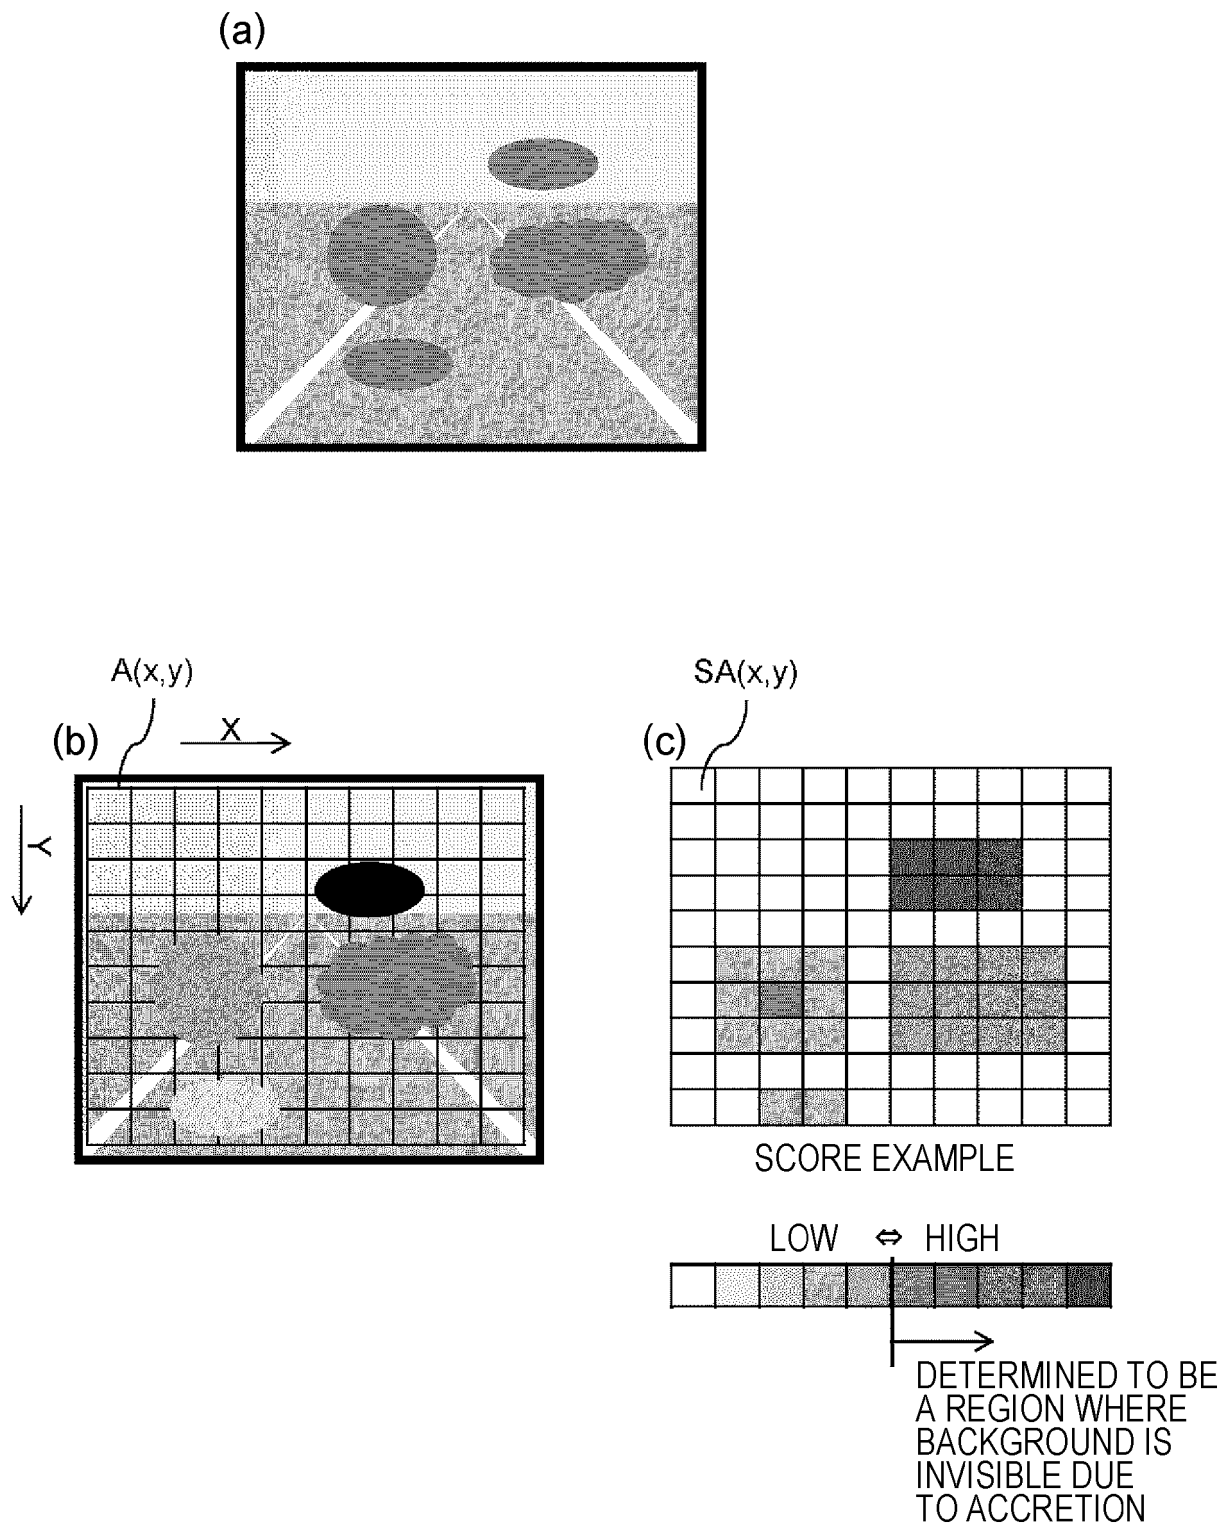 (a)
A(x,y)
SA(x,y)
(b)
X
(c)
Y
SCORE EXAMPLE
LOW ⇔ HIGH
DETERMINED TO BE
A REGION WHERE
BACKGROUND IS
INVISIBLE DUE
TO ACCRETION